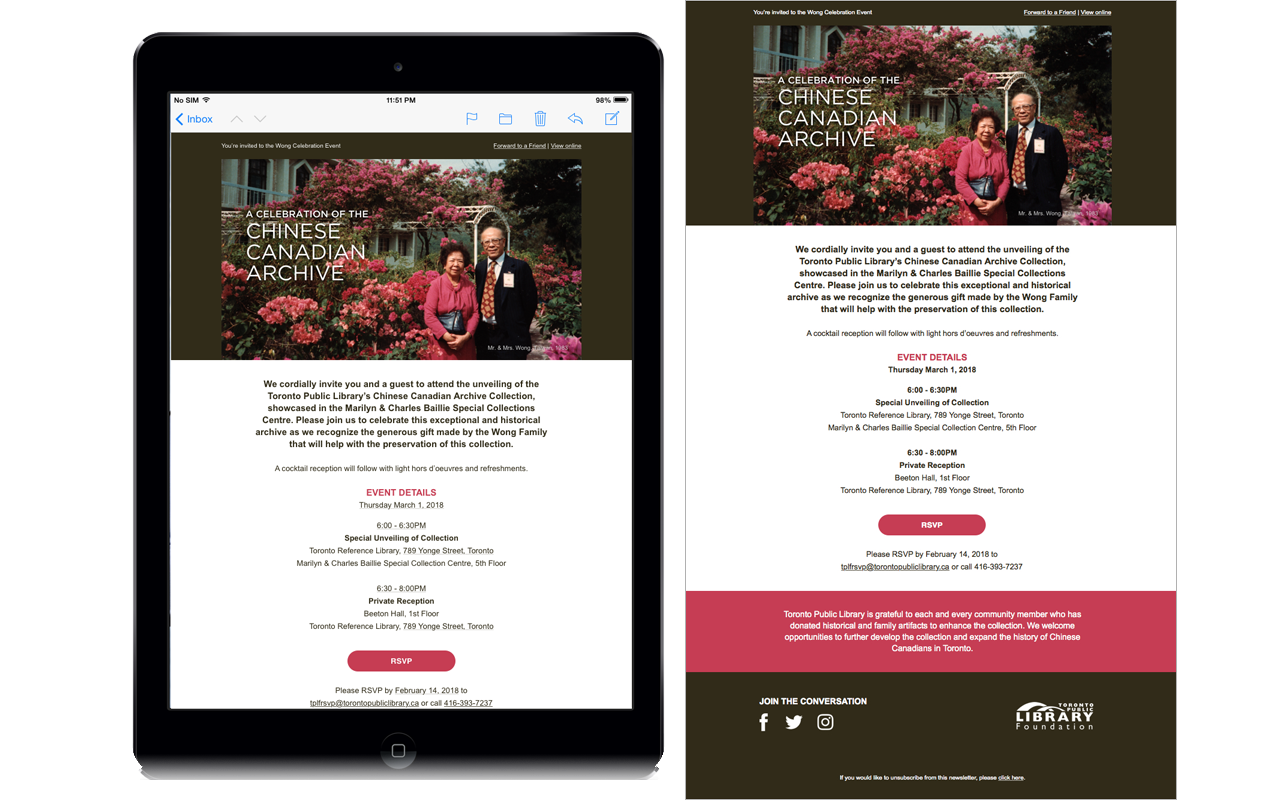 No SIM
11:51 PM
98%
Inbox
You're invited to the Wong Celebration Event
Forward to a Friend | View online
A CELEBRATION OF THE
CHINESE
CANADIAN
ARCHIVE
Mr. & Mrs. Wong, 1983
We cordially invite you and a guest to attend the unveiling of the
Toronto Public Library's Chinese Canadian Archive Collection,
showcased in the Marilyn & Charles Baillie Special Collections
Centre. Please join us to celebrate this exceptional and historical
archive as we recognize the generous gift made by the Wong Family
that will help with the preservation of this collection.
A cocktail reception will follow with light hors d'oeuvres and refreshments.
EVENT DETAILS
Thursday March 1, 2018
6:00 - 6:30PM
Special Unveiling of Collection
Toronto Reference Library, 789 Yonge Street, Toronto
Marilyn & Charles Baillie Special Collection Centre, 5th Floor
6:30 - 8:00PM
Private Reception
Beeton Hall, 1st Floor
Toronto Reference Library, 789 Yonge Street, Toronto
RSVP
Please RSVP by February 14, 2018 to
tplfrsvp@torontopubliclibrary.ca or call 416-393-7237
You're invited to the Wong Celebration Event
Forward to a Friend | View online
A CELEBRATION OF THE
CHINESE
CANADIAN
ARCHIVE
Mr. & Mrs. Wong, 1983
We cordially invite you and a guest to attend the unveiling of the
Toronto Public Library's Chinese Canadian Archive Collection,
showcased in the Marilyn & Charles Baillie Special Collections
Centre. Please join us to celebrate this exceptional and historical
archive as we recognize the generous gift made by the Wong Family
that will help with the preservation of this collection.
A cocktail reception will follow with light hors d'oeuvres and refreshments.
EVENT DETAILS
Thursday March 1, 2018
6:00 - 6:30PM
Special Unveiling of Collection
Toronto Reference Library, 789 Yonge Street, Toronto
Marilyn & Charles Baillie Special Collection Centre, 5th Floor
6:30 - 8:00PM
Private Reception
Beeton Hall, 1st Floor
Toronto Reference Library, 789 Yonge Street, Toronto
RSVP
Please RSVP by February 14, 2018 to
tplfrsvp@torontopubliclibrary.ca or call 416-393-7237
Toronto Public Library is grateful to each and every community member who has
donated historical and family artifacts to enhance the collection. We welcome
opportunities to further develop the collection and expand the history of Chinese
Canadians in Toronto.
JOIN THE CONVERSATION
TORONTO
PUBLIC
LIBRARY
Foundation
If you would like to unsubscribe from this newsletter, please click here.